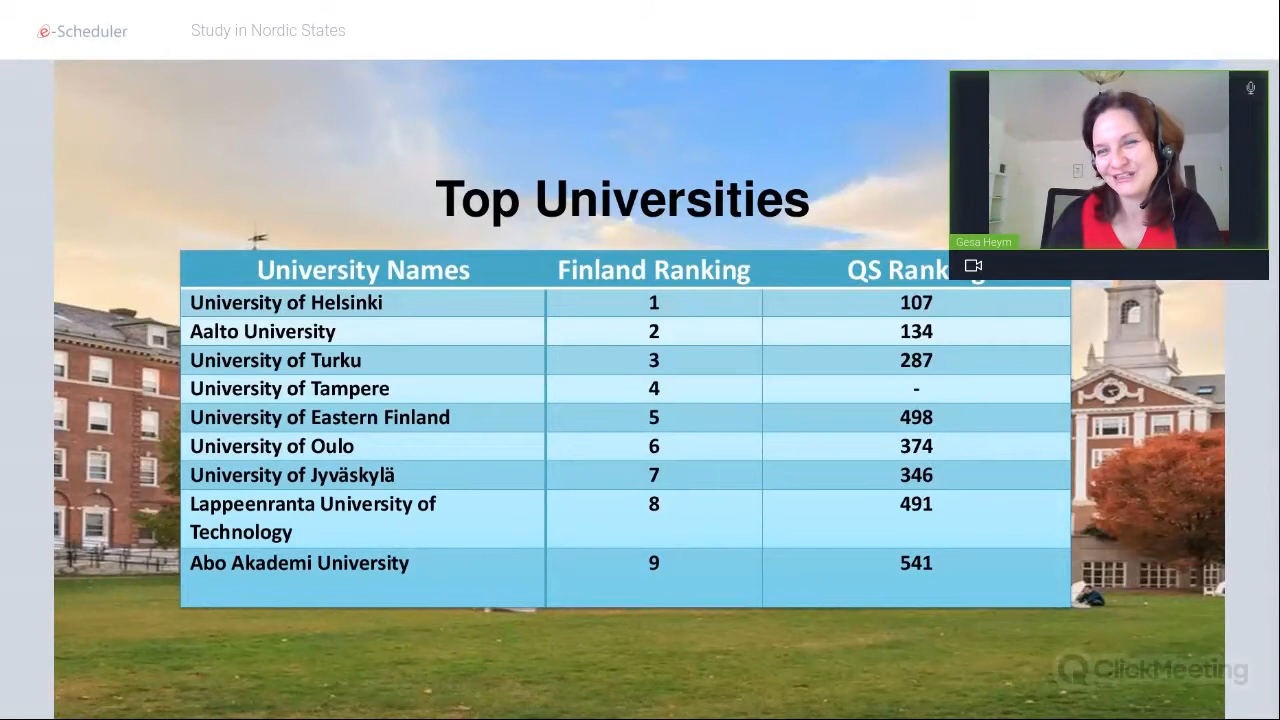 e-Scheduler
Study in Nordic States
Gesa Heym
Top Universities
University Names Finland Ranking QS
University of Helsinki 1 107
Aalto University 2 134
University of Turku 3 287
University of Tampere 4 -
University of Eastern Finland 5 498
University of Oulo 6 374
University of Jyväskylä 7 346
Lappeenranta University of 8 491
Technology
Abo Akademi University 9 541
ClickMeeting